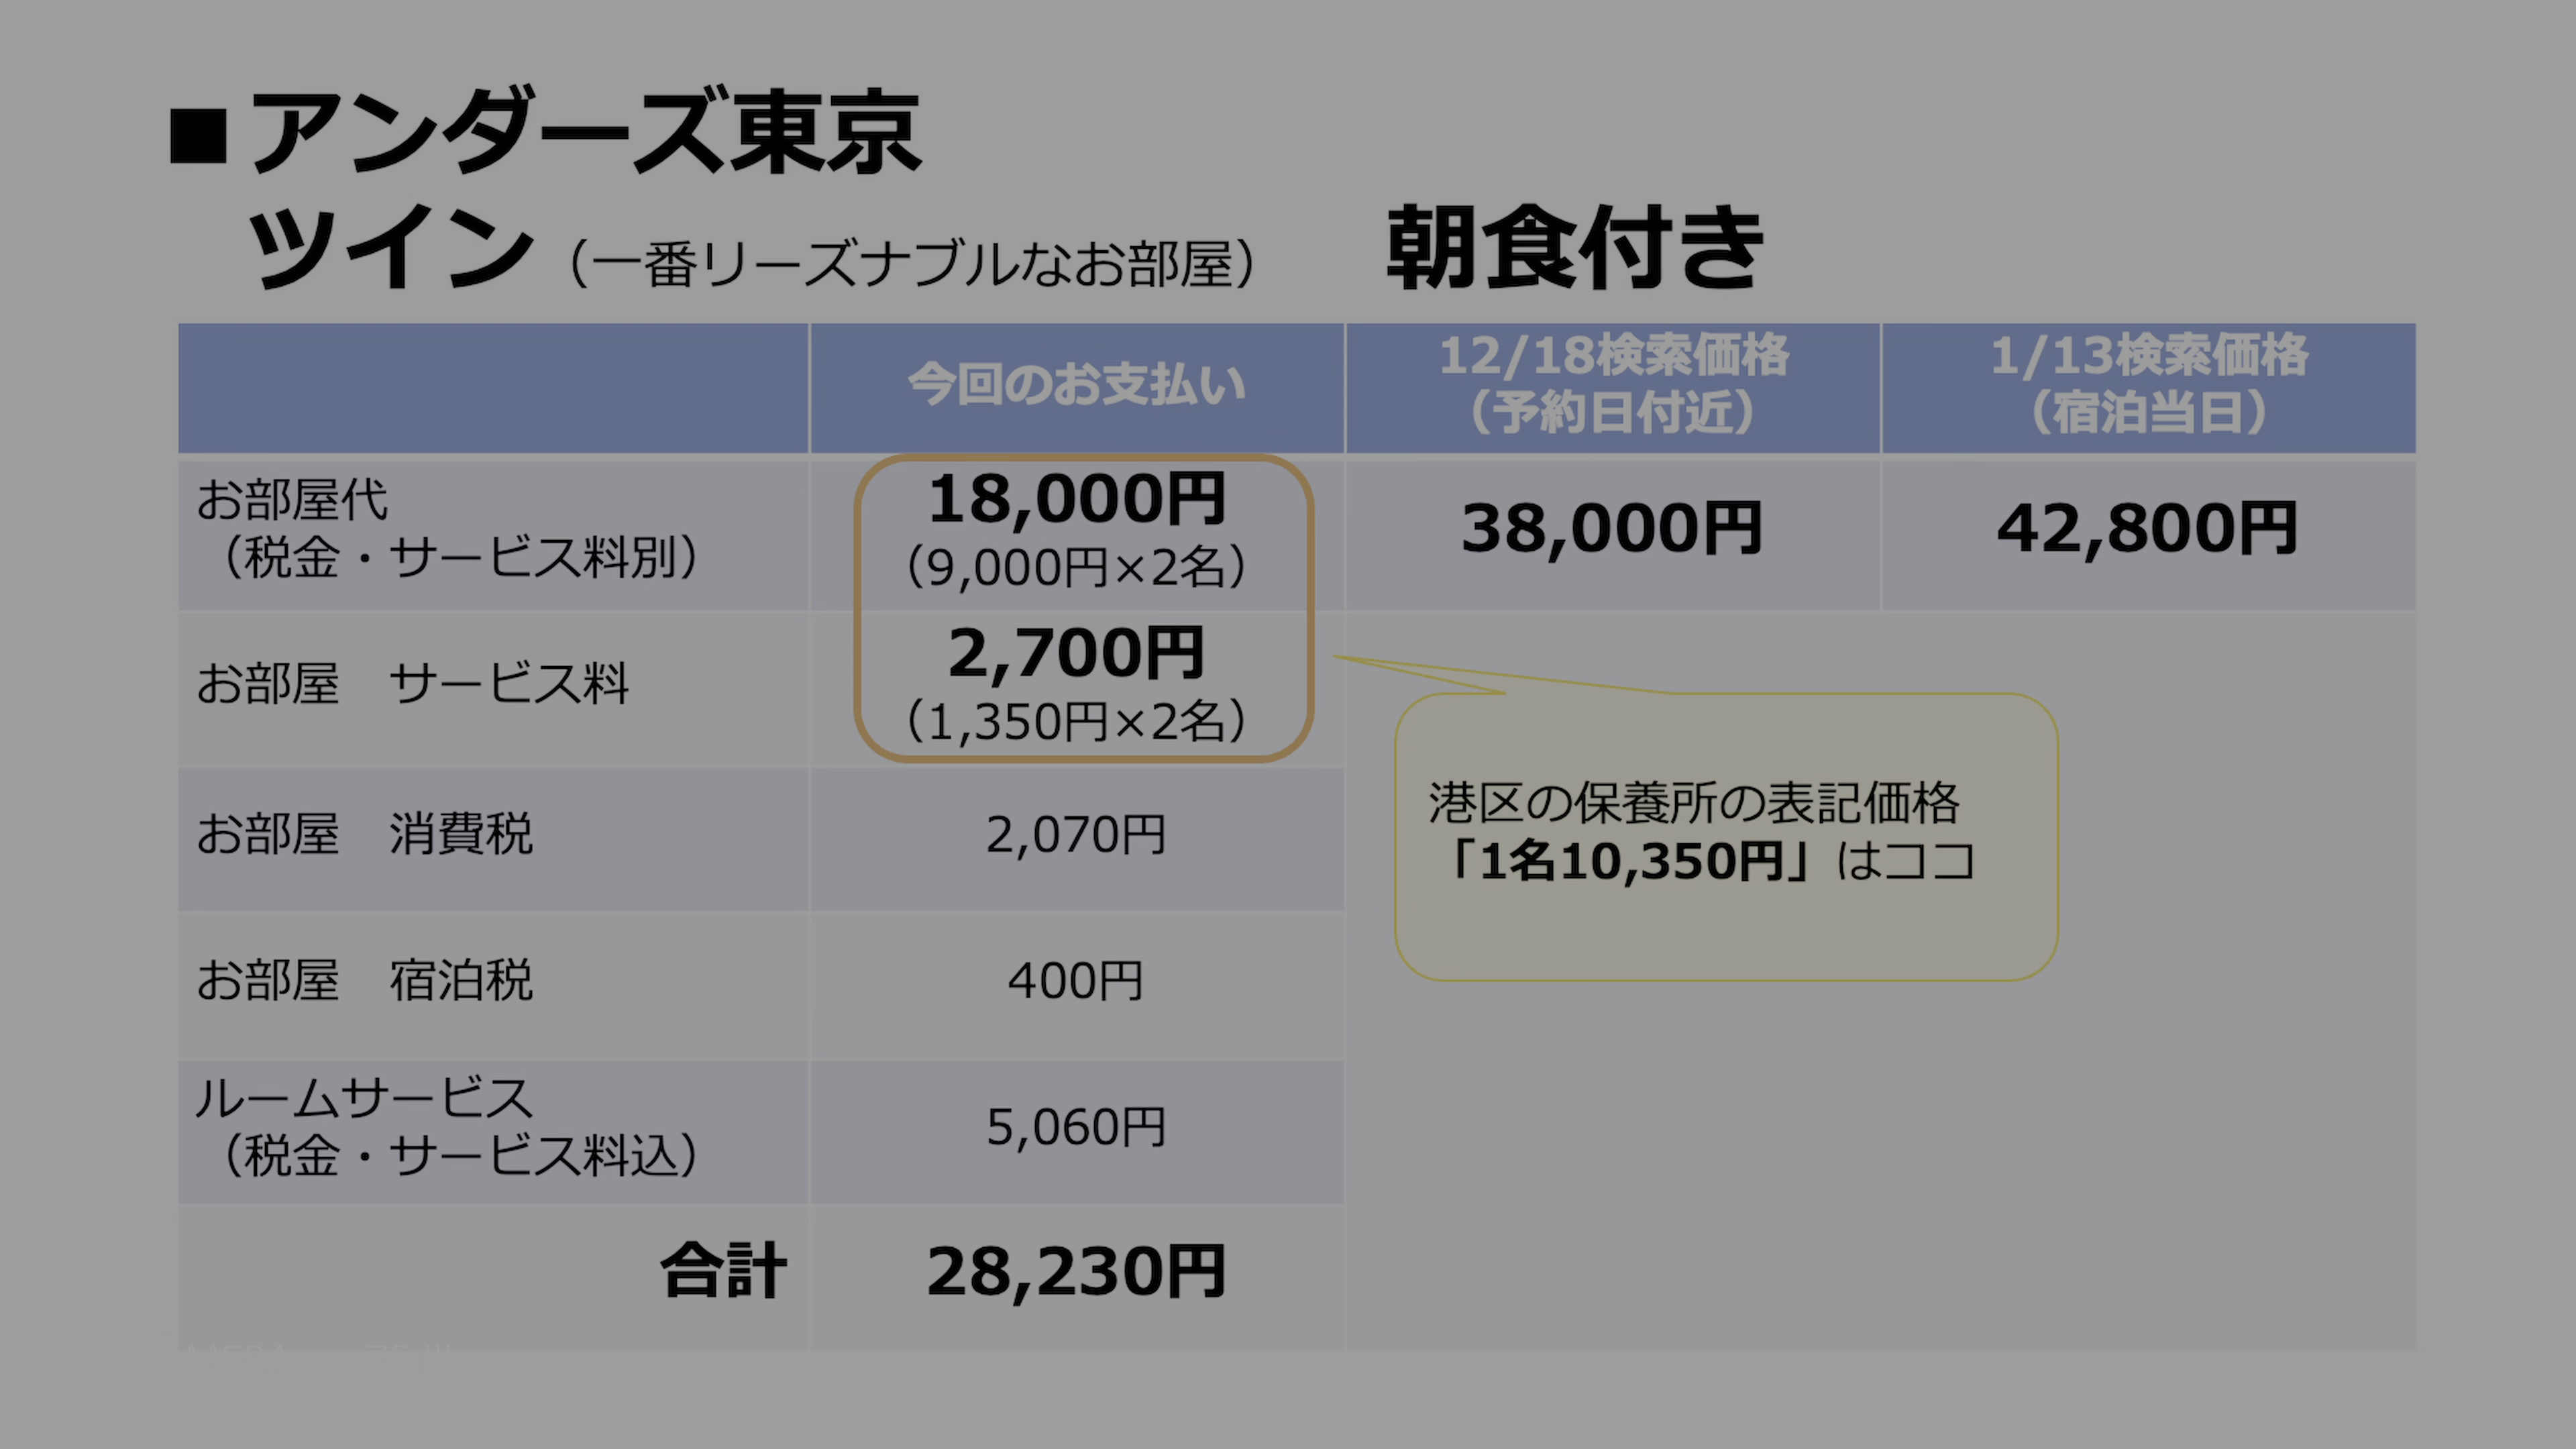 ■アンダーズ東京
ツイン（一番リーズナブルなお部屋） 朝食付き
今回のお支払い
12/18検索価格
（予約日付近）
1/13検索価格
（宿泊当日）
お部屋代
（税金・サービス料別）
18,000円
（9,000円×2名）
38,000円
42,800円
お部屋　サービス料
2,700円
（1,350円×2名）
港区の保養所の表記価格
「1名10,350円」はココ
お部屋　消費税
2,070円
お部屋　宿泊税
400円
ルームサービス
（税金・サービス料込）
5,060円
合計
28,230円